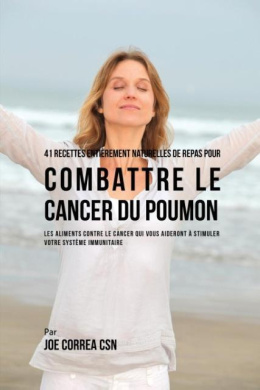 41 RECETTES ENTIÈREMENT NATURELLES DE REPAS POUR
COMBATTRE LE
CANCER DU POUMON
LES ALIMENTS CONTRE LE CANCER QUI VOUS AIDERONT À STIMULER
VOTRE SYSTÈME IMMUNITAIRE
Par
JOE CORREA CSN